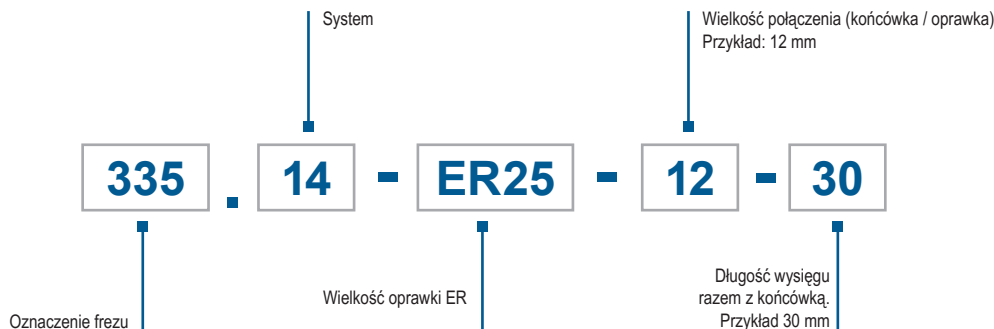 System
Wielkość połączenia (końcówka / oprawka)
Przykład: 12 mm
335 . 14 - ER25 - 12 - 30
Oznaczenie frezu
Wielkość oprawki ER
Długość wysięgu
razem z końcówką.
Przykład 30 mm